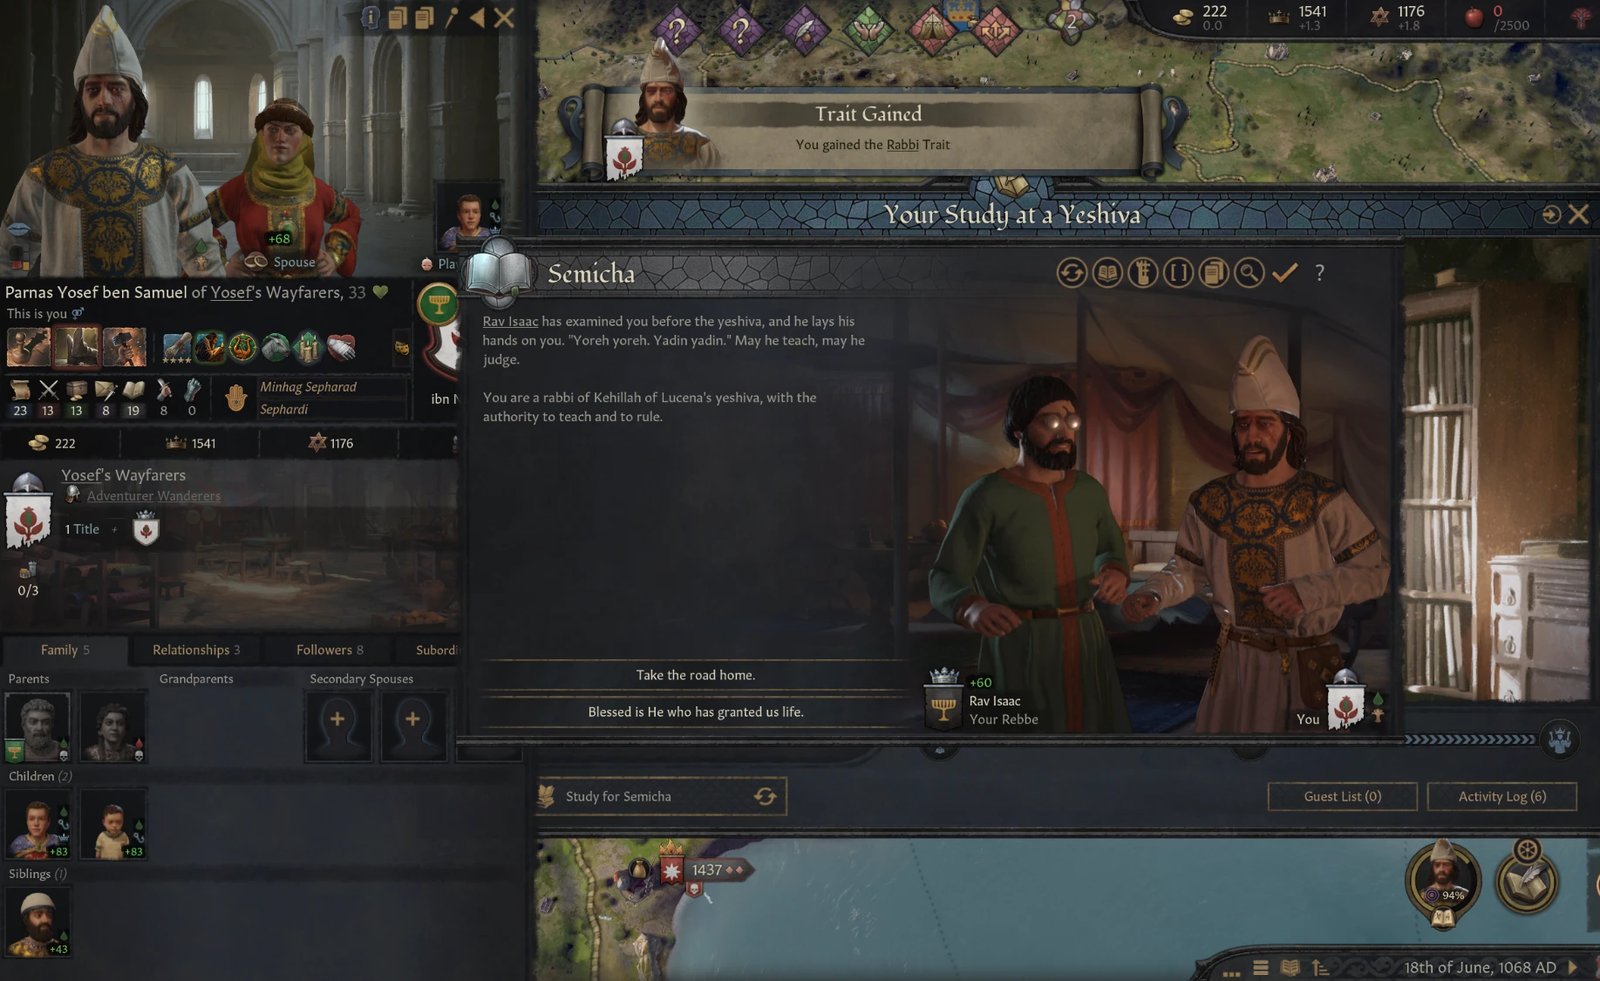 222
0.0
1541
+1.3
1176
+1.8
0
/2500
2
Trait Gained
You gained the Rabbi Trait
Your Study at a Yeshiva
+68
Spouse
Parnas Yosef ben Samuel of Yosef's Wayfarers, 33
This is you
23
13
13
8
19
8
0
Minhag Sepharad
Sephardi
222
1541
1176
Yosef's Wayfarers
Adventurer Wanderers
1 Title +
0/3
Family 5
Relationships 3
Followers 8
Subordi
Parents
Grandparents
Secondary Spouses
+
+
Children (2)
+83
+83
Siblings (1)
+43
Pla
ibn
Semicha
[ ]
?
Rav Isaac has examined you before the yeshiva, and he lays his
hands on you. "Yoreh yoreh. Yadin yadin." May he teach, may he
judge.
You are a rabbi of Kehillah of Lucena's yeshiva, with the
authority to teach and to rule.
Take the road home.
Blessed is He who has granted us life.
+60
Rav Isaac
Your Rebbe
You
Study for Semicha
Guest List (0)
Activity Log (6)
1437
94%
18th of June, 1068 AD